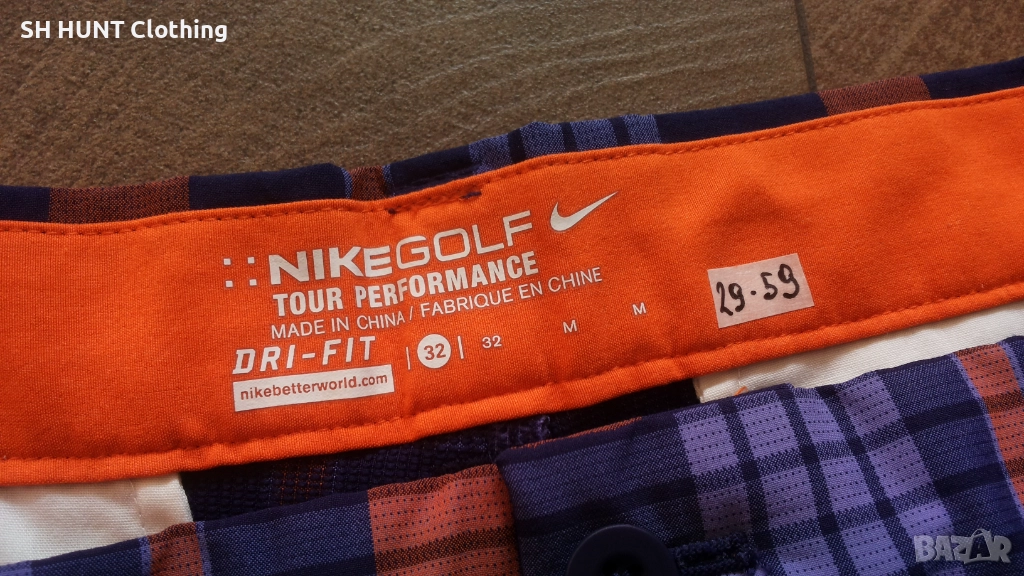 SH HUNT Clothing
NIKEGOLF
TOUR PERFORMANCE
MADE IN CHINA / FABRIQUE EN CHINE
DRI-FIT | 32 | 32 M M
nikebetterworld.com
29.59
BAZAR